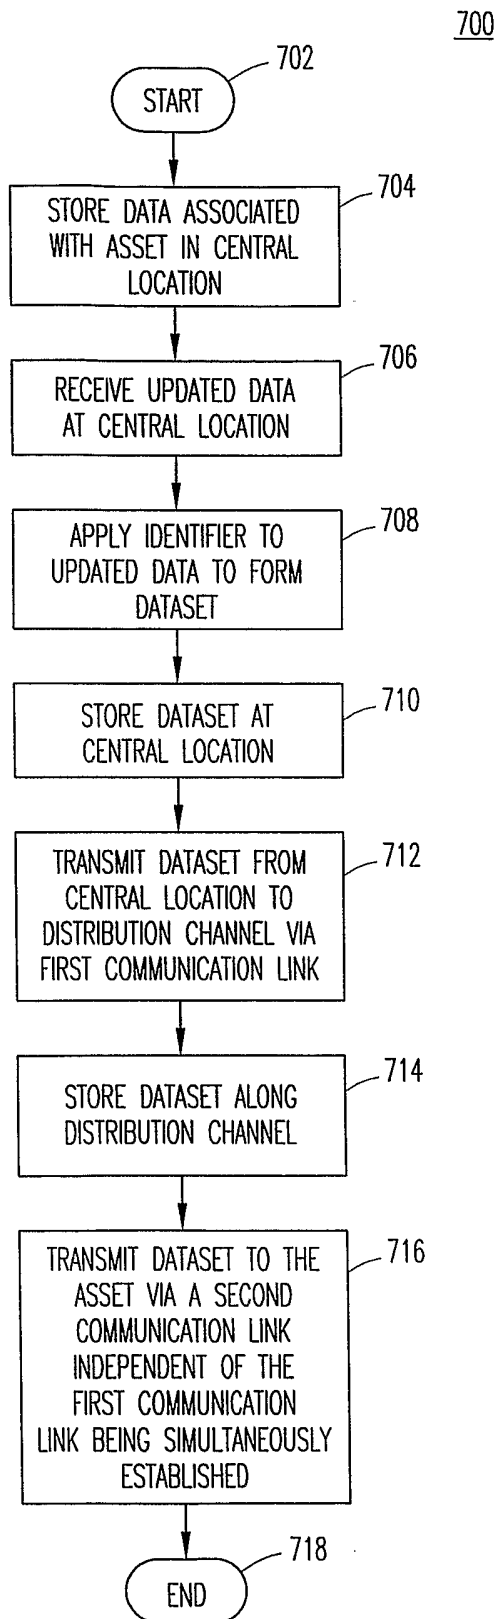 700
702
START
704
STORE DATA ASSOCIATED
WITH ASSET IN CENTRAL
LOCATION
706
RECEIVE UPDATED DATA
AT CENTRAL LOCATION
708
APPLY IDENTIFIER TO
UPDATED DATA TO FORM
DATASET
710
STORE DATASET AT
CENTRAL LOCATION
712
TRANSMIT DATASET FROM
CENTRAL LOCATION TO
DISTRIBUTION CHANNEL VIA
FIRST COMMUNICATION LINK
714
STORE DATASET ALONG
DISTRIBUTION CHANNEL
716
TRANSMIT DATASET TO THE
ASSET VIA A SECOND
COMMUNICATION LINK
INDEPENDENT OF THE
FIRST COMMUNICATION
LINK BEING SIMULTANEOUSLY
ESTABLISHED
718
END